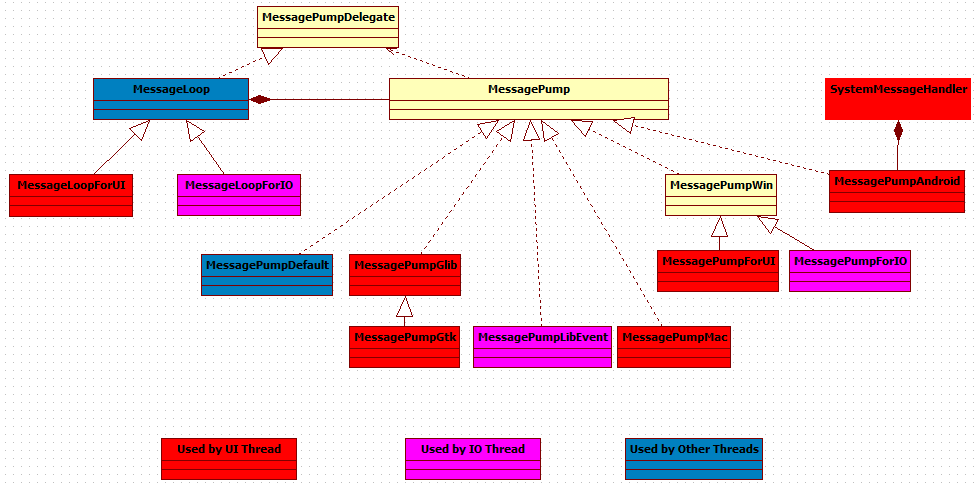 MessagePumpDelegate
MessageLoop
MessagePump
SystemMessageHandler
MessageLoopForUI
MessageLoopForIO
MessagePumpWin
MessagePumpAndroid
MessagePumpDefault
MessagePumpGlib
MessagePumpForUI
MessagePumpForIO
MessagePumpGtk
MessagePumpLibEvent
MessagePumpMac
Used by UI Thread
Used by IO Thread
Used by Other Threads